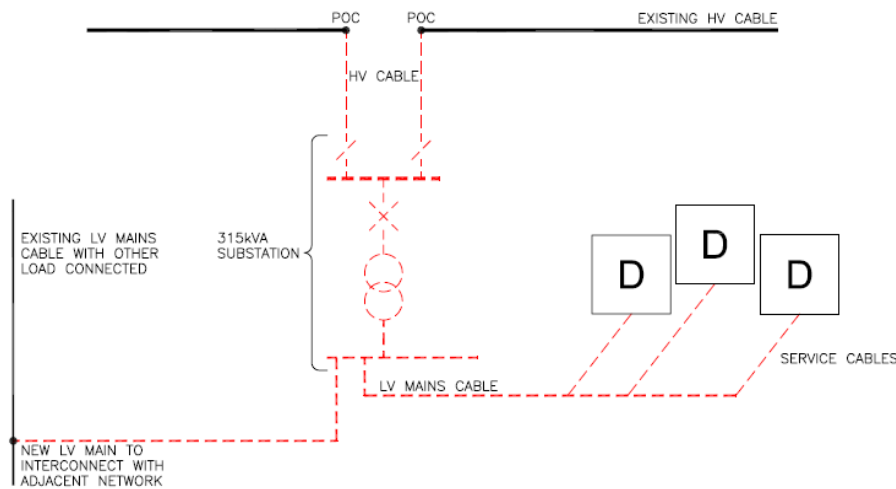 POC
POC
EXISTING HV CABLE
HV CABLE
EXISTING LV MAINS
CABLE WITH OTHER
LOAD CONNECTED
315kVA
SUBSTATION
D
D
D
SERVICE CABLES
LV MAINS CABLE
NEW LV MAIN TO
INTERCONNECT WITH
ADJACENT NETWORK